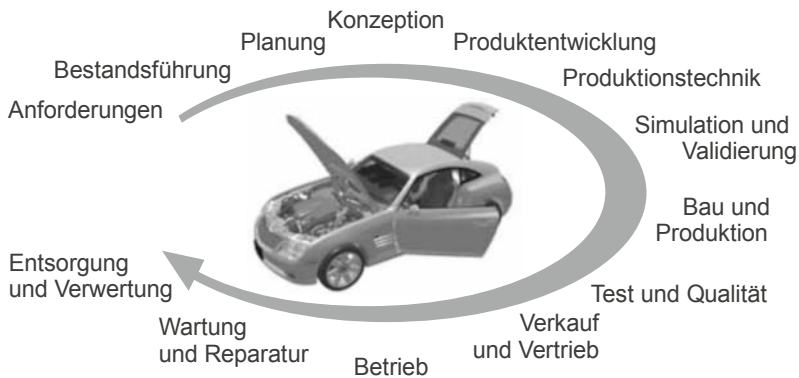 Anforderungen
Bestandsführung
Planung
Konzeption
Produktentwicklung
Produktionstechnik
Simulation und
Validierung
Bau und
Produktion
Test und Qualität
Verkauf
und Vertrieb
Betrieb
Wartung
und Reparatur
Entsorgung
und Verwertung